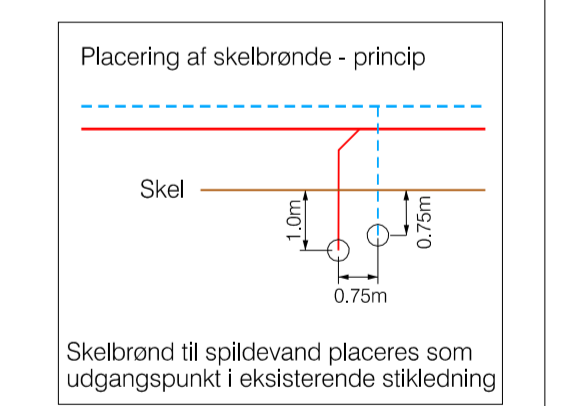 Placering af skelbrønde - princip
Skel
1.0m
0.75m
0.75m
Skelbrønd til spildevand placeres som
udgangspunkt i eksisterende stikledning